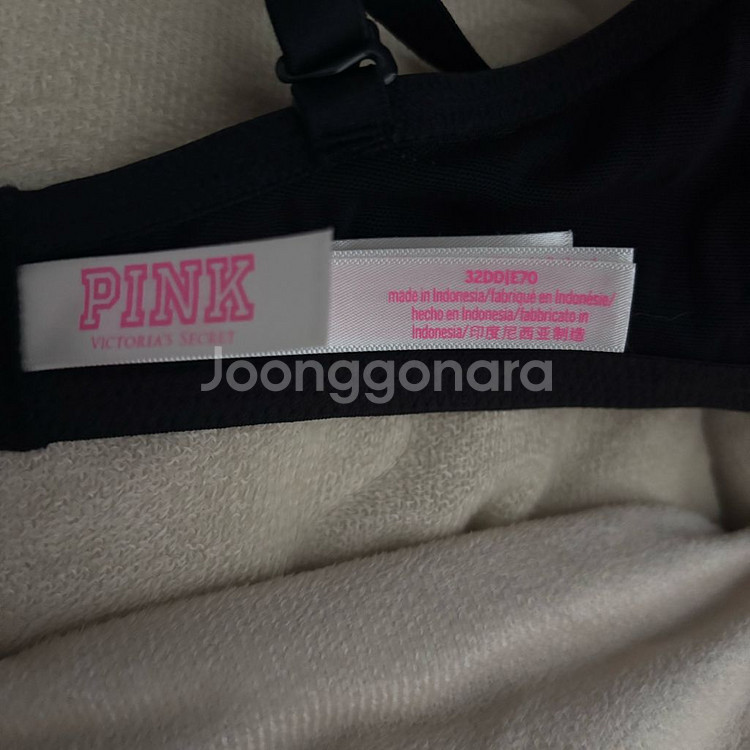 PINK
VICTORIA'S SECRET
32DD|E70
made in Indonesia/fabriqué en Indonésie/
hecho en Indonesia/fabbricato in
Indonesia/印度尼西亚制造
Joonggonara